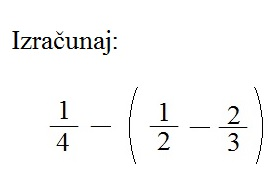 Izračunaj:
1/4 − (1/2 − 2/3)